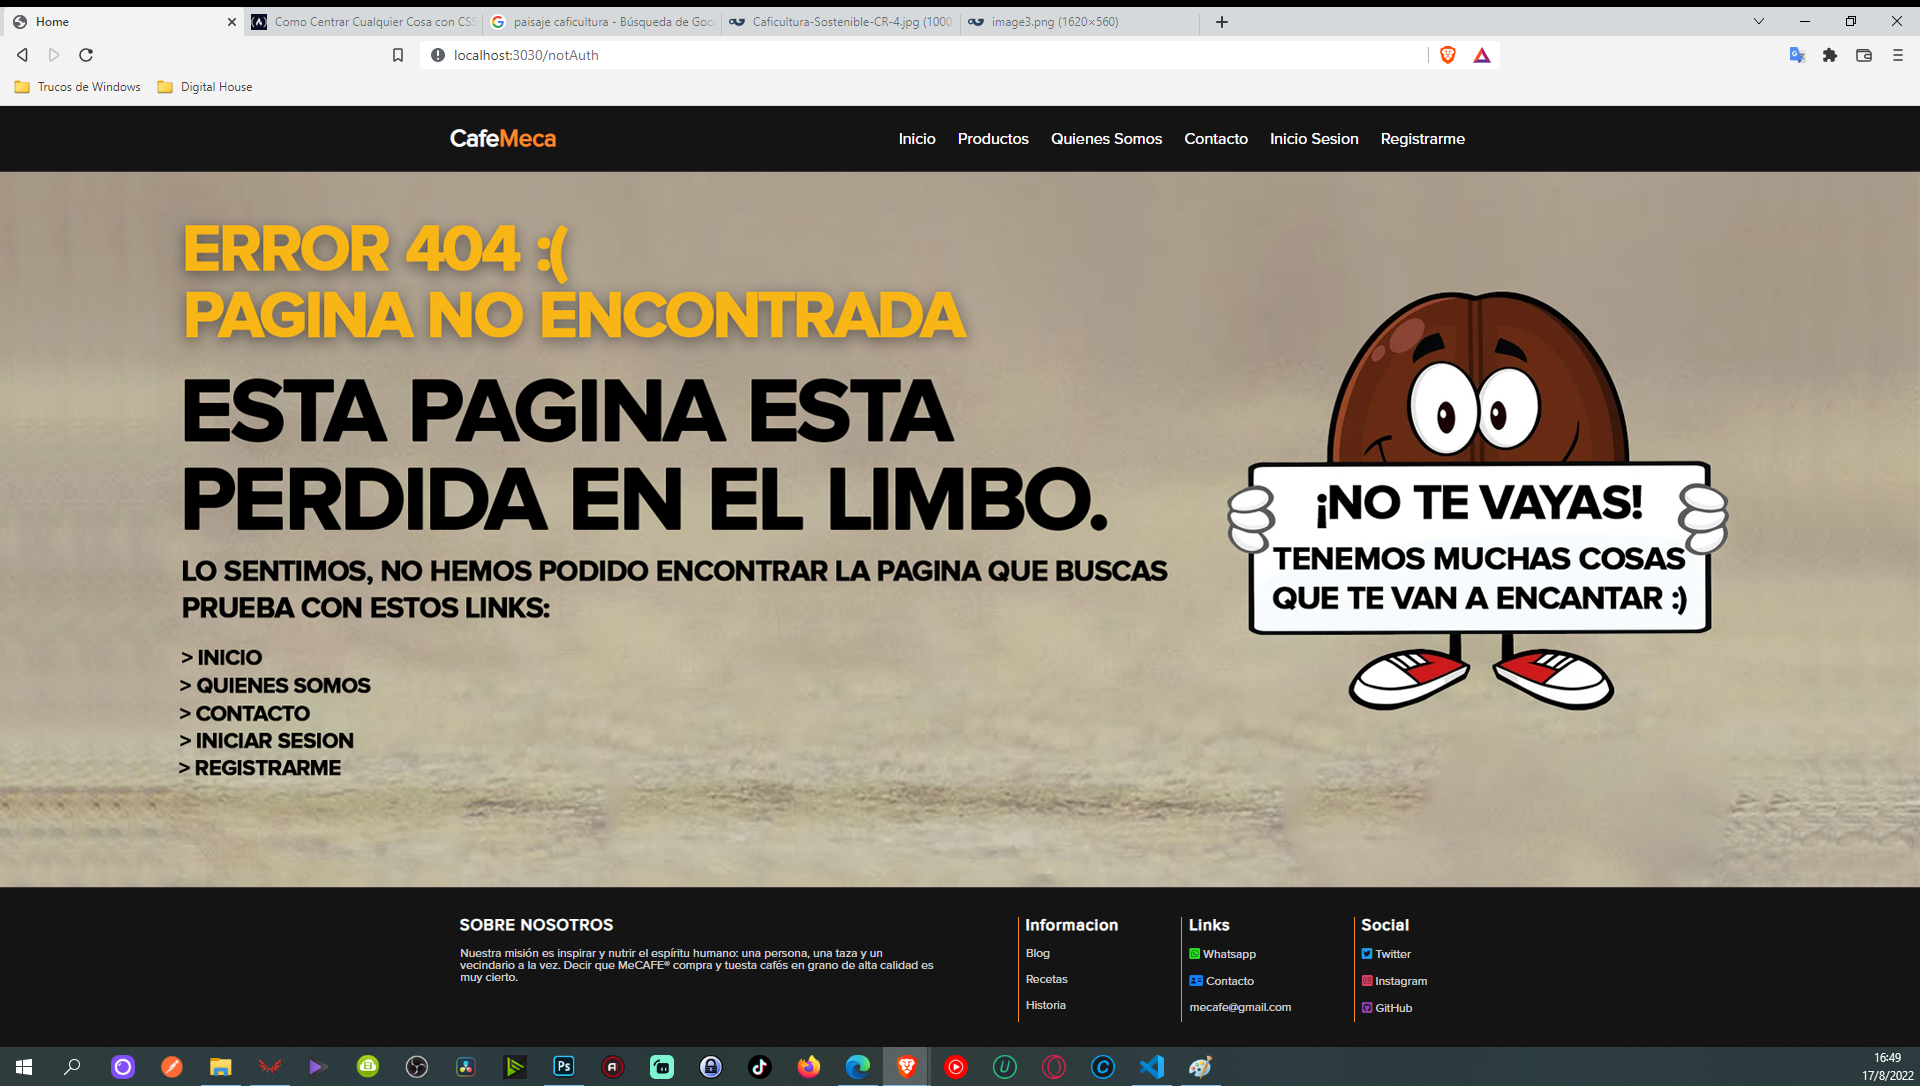 Home
Como Centrar Cualquier Cosa con CSS
paisaje caficultura - Búsqueda de Goo
Caficultura-Sostenible-CR-4.jpg (1000
image3.png (1620×560)
localhost:3030/notAuth
Trucos de Windows
Digital House
CafeMeca
Inicio
Productos
Quienes Somos
Contacto
Inicio Sesion
Registrarme
ERROR 404 :(
PAGINA NO ENCONTRADA
ESTA PAGINA ESTA
PERDIDA EN EL LIMBO.
LO SENTIMOS, NO HEMOS PODIDO ENCONTRAR LA PAGINA QUE BUSCAS
PRUEBA CON ESTOS LINKS:
> INICIO
> QUIENES SOMOS
> CONTACTO
> INICIAR SESION
> REGISTRARME
¡NO TE VAYAS!
TENEMOS MUCHAS COSAS
QUE TE VAN A ENCANTAR :)
SOBRE NOSOTROS
Nuestra misión es inspirar y nutrir el espíritu humano: una persona, una taza y un
vecindario a la vez. Decir que MeCAFE® compra y tuesta cafés en grano de alta calidad es
muy cierto.
Informacion
Blog
Recetas
Historia
Links
Whatsapp
Contacto
mecafe@gmail.com
Social
Twitter
Instagram
GitHub
Ps
16:49
17/8/2022